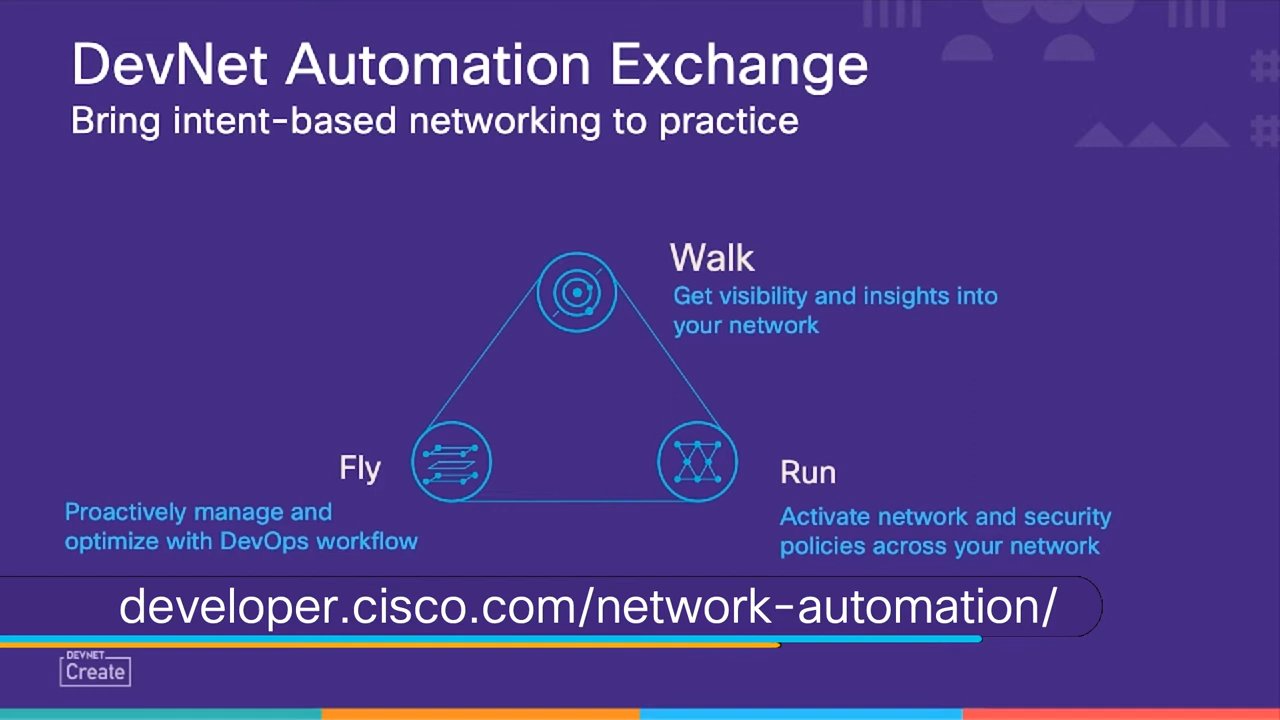 DevNet Automation Exchange
Bring intent-based networking to practice
Walk
Get visibility and insights into
your network
Fly
Proactively manage and
optimize with DevOps workflow
Run
Activate network and security
policies across your network
developer.cisco.com/network-automation/
DEVNET
Create